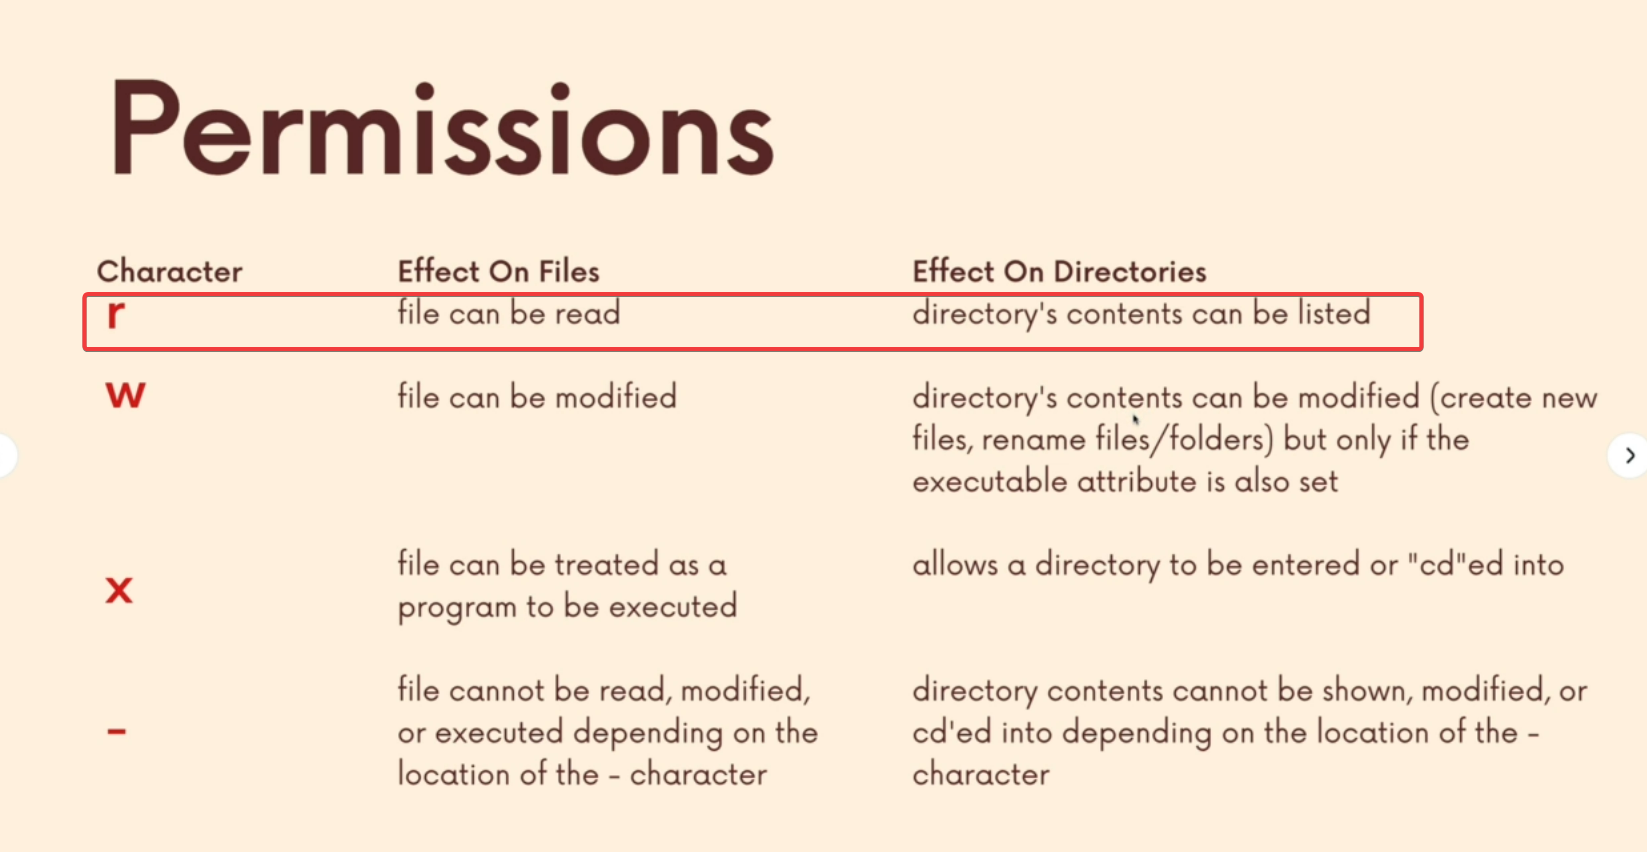 Permissions
Character Effect On Files Effect On Directories
r file can be read directory's contents can be listed
w file can be modified directory's contents can be modified (create new
files, rename files/folders) but only if the
executable attribute is also set
x file can be treated as a
program to be executed
allows a directory to be entered or "cd"ed into
- file cannot be read, modified,
or executed depending on the
location of the - character
directory contents cannot be shown, modified, or
cd'ed into depending on the location of the -
character